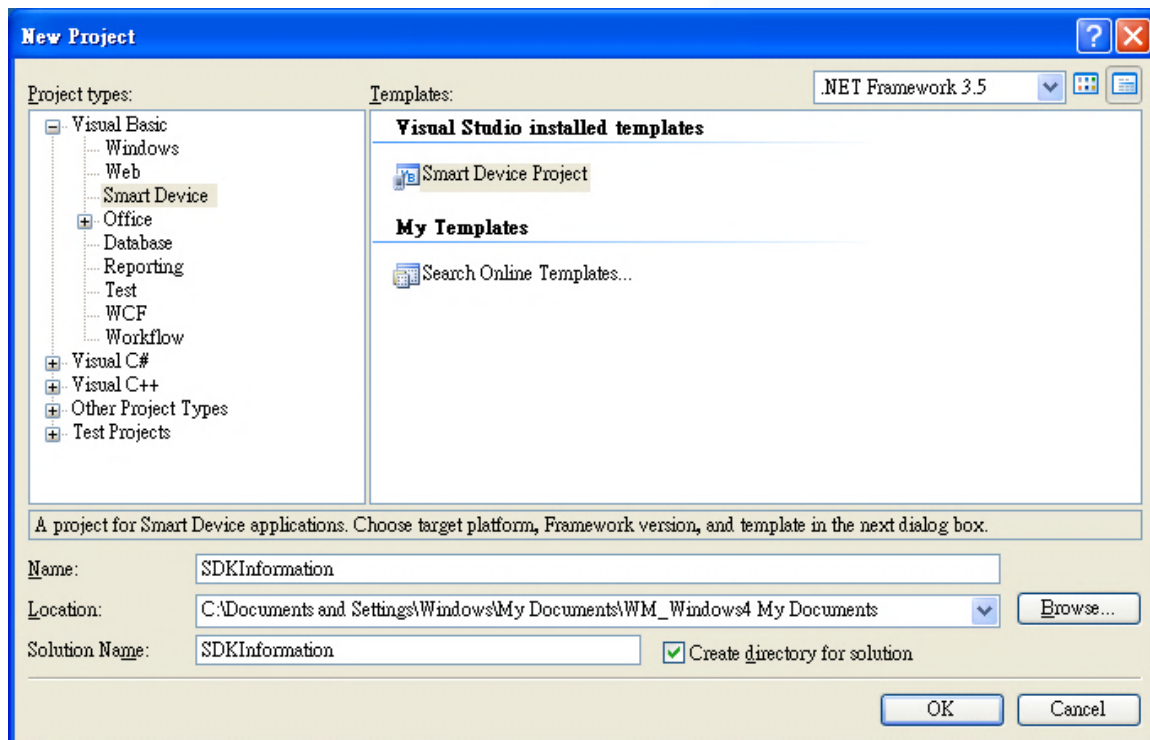 New Project
Project types:
Templates:
.NET Framework 3.5
Visual Basic
Windows
Web
Smart Device
Office
Database
Reporting
Test
WCF
Workflow
Visual C#
Visual C++
Other Project Types
Test Projects
Visual Studio installed templates
Smart Device Project
My Templates
Search Online Templates...
A project for Smart Device applications. Choose target platform, Framework version, and template in the next dialog box.
Name:
SDKInformation
Location:
C:\Documents and Settings\Windows\My Documents\WM_Windows4 My Documents
Browse...
Solution Name:
SDKInformation
Create directory for solution
OK
Cancel